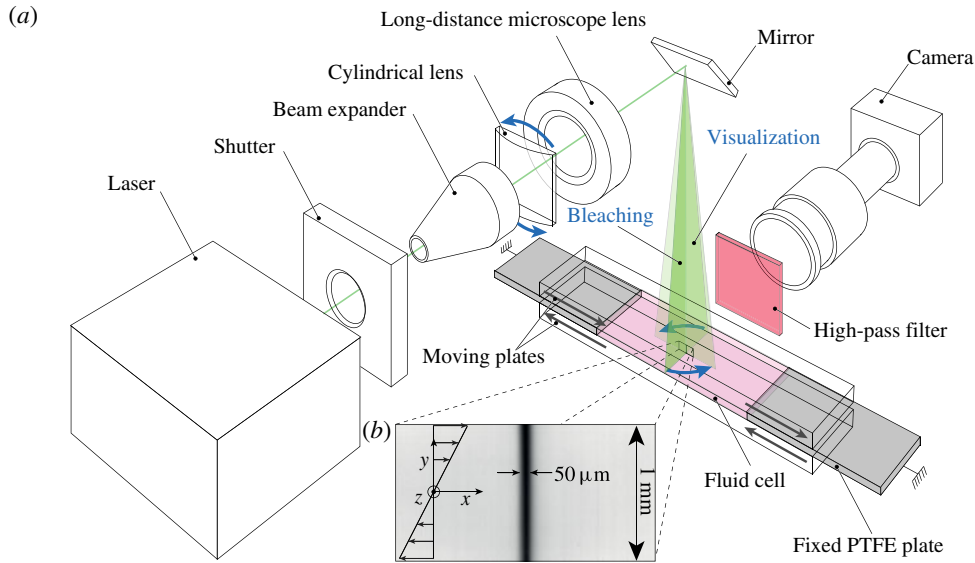 (a)
Long-distance microscope lens
Mirror
Camera
Cylindrical lens
Beam expander
Shutter
Laser
Visualization
Bleaching
High-pass filter
Moving plates
Fluid cell
Fixed PTFE plate
(b)
y
z
x
50 μm
1 mm